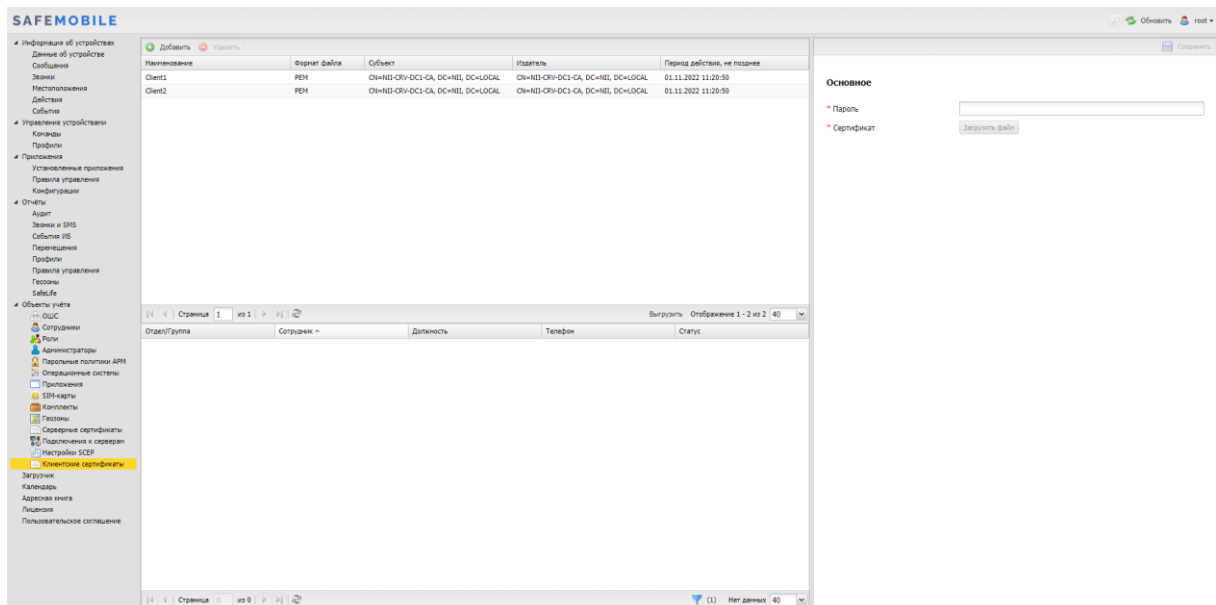 SAFEMOBILE
Обновить root
Информация об устройствах
Данные об устройстве
Сообщения
Звонки
Местоположения
Действия
События
Управление устройствами
Команды
Профили
Приложения
Установленные приложения
Правила управления
Конфигурации
Отчёты
Аудит
Звонки и SMS
События ИБ
Перемещения
Профили
Правила управления
Геозоны
SafeLife
Объекты учёта
ОШС
Сотрудники
Роли
Администраторы
Парольные политики АРМ
Операционные системы
Приложения
SIM-карты
Комплекты
Геозоны
Серверные сертификаты
Подключения к серверам
Настройки SCEP
Клиентские сертификаты
Загрузчик
Календарь
Адресная книга
Лицензия
Пользовательское соглашение
Добавить Удалить
Наименование Формат файла Субъект Издатель Период действия, не позднее
Client1 PEM CN=NII-CRV-DC1-CA, DC=NII, DC=LOCAL CN=NII-CRV-DC1-CA, DC=NII, DC=LOCAL 01.11.2022 11:20:50
Client2 PEM CN=NII-CRV-DC1-CA, DC=NII, DC=LOCAL CN=NII-CRV-DC1-CA, DC=NII, DC=LOCAL 01.11.2022 11:20:50
Страница 1 из 1 Выгрузить Отображение 1 - 2 из 2 40
Отдел/Группа Сотрудник Должность Телефон Статус
Страница 0 из 0 (1) Нет данных 40
Сохранить
Основное
* Пароль
* Сертификат Загрузить файл